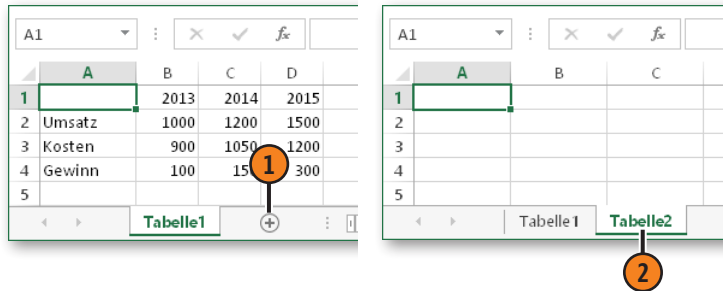 A1 fx
A B C D
1 2013 2014 2015
2 Umsatz 1000 1200 1500
3 Kosten 900 1050 1200
4 Gewinn 100 300
5
Tabelle1
1
A1 fx
A B C
1
2
3
4
5
Tabelle1 Tabelle2
2